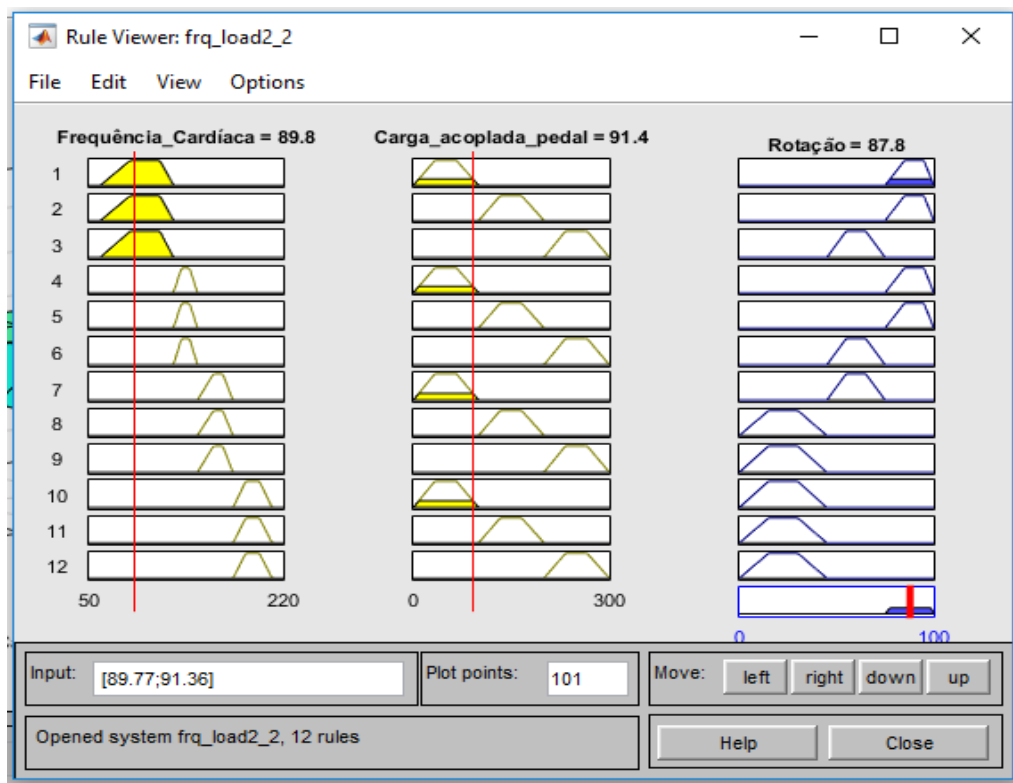 Rule Viewer: frq_load2_2
File Edit View Options
Frequência_Cardíaca = 89.8 Carga_acoplada_pedal = 91.4 Rotação = 87.8
1
2
3
4
5
6
7
8
9
10
11
12
50 220 0 300
0 100
Input: [89.77;91.36] Plot points: 101 Move: left right down up
Opened system frq_load2_2, 12 rules Help Close